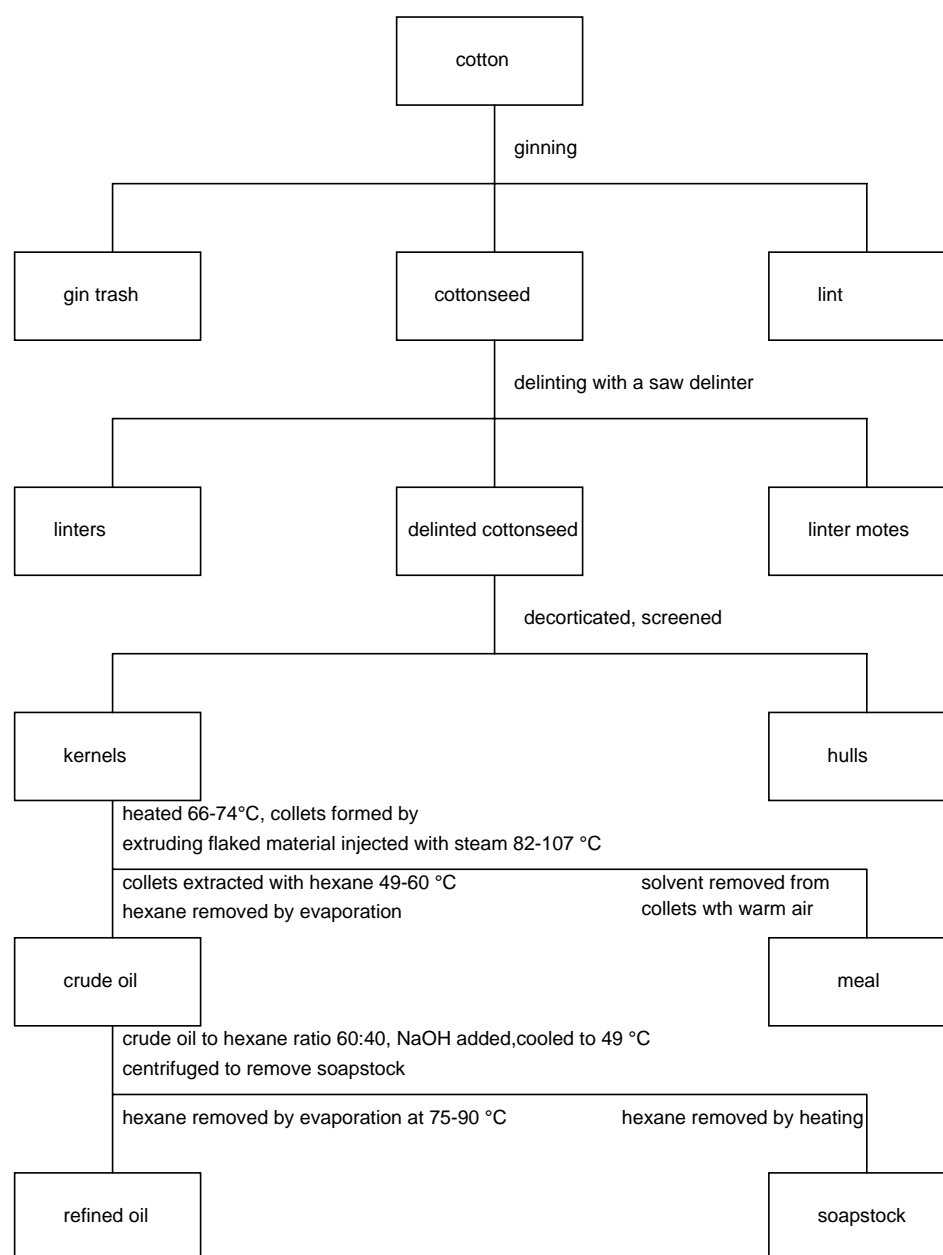 cotton
ginning
gin trash
cottonseed
lint
delinting with a saw delinter
linters
delinted cottonseed
linter motes
decorticated, screened
kernels
hulls
heated 66-74°C, collets formed by
extruding flaked material injected with steam 82-107 °C
collets extracted with hexane 49-60 °C
hexane removed by evaporation
solvent removed from
collets wth warm air
crude oil
meal
crude oil to hexane ratio 60:40, NaOH added,cooled to 49 °C
centrifuged to remove soapstock
hexane removed by evaporation at 75-90 °C
hexane removed by heating
refined oil
soapstock